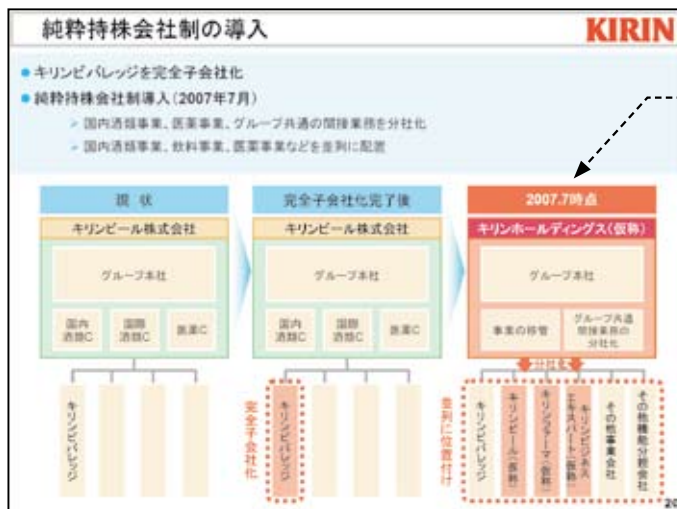 純粋持株会社制の導入
KIRIN
● キリンビバレッジを完全子会社化
● 純粋持株会社制導入(2007年7月)
➤ 国内酒類事業、医薬事業、グループ共通の間接業務を分社化
➤ 国内酒類事業、飲料事業、医薬事業などを並列に配置
現 状
キリンビール株式会社
グループ本社
国内
酒類C
国際
酒類C
医薬C
キリンビバレッジ
完全子会社化完了後
キリンビール株式会社
グループ本社
国内
酒類C
国際
酒類C
医薬C
完全子会社化
キリンビバレッジ
2007.7時点
キリンホールディングス(仮称)
グループ本社
事業の移管
グループ共通
間接業務の
分社化
分社化
並列に位置付け
キリンビバレッジ
キリンビール(仮称)
キリンファーマ(仮称)
キリンビジネス
エキスパート(仮称)
その他事業会社
その他機能分担会社
20